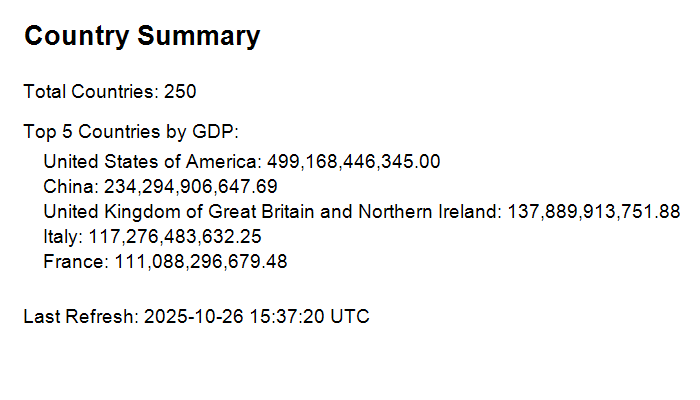 Country Summary
Total Countries: 250
Top 5 Countries by GDP:
United States of America: 499,168,446,345.00
China: 234,294,906,647.69
United Kingdom of Great Britain and Northern Ireland: 137,889,913,751.88
Italy: 117,276,483,632.25
France: 111,088,296,679.48
Last Refresh: 2025-10-26 15:37:20 UTC